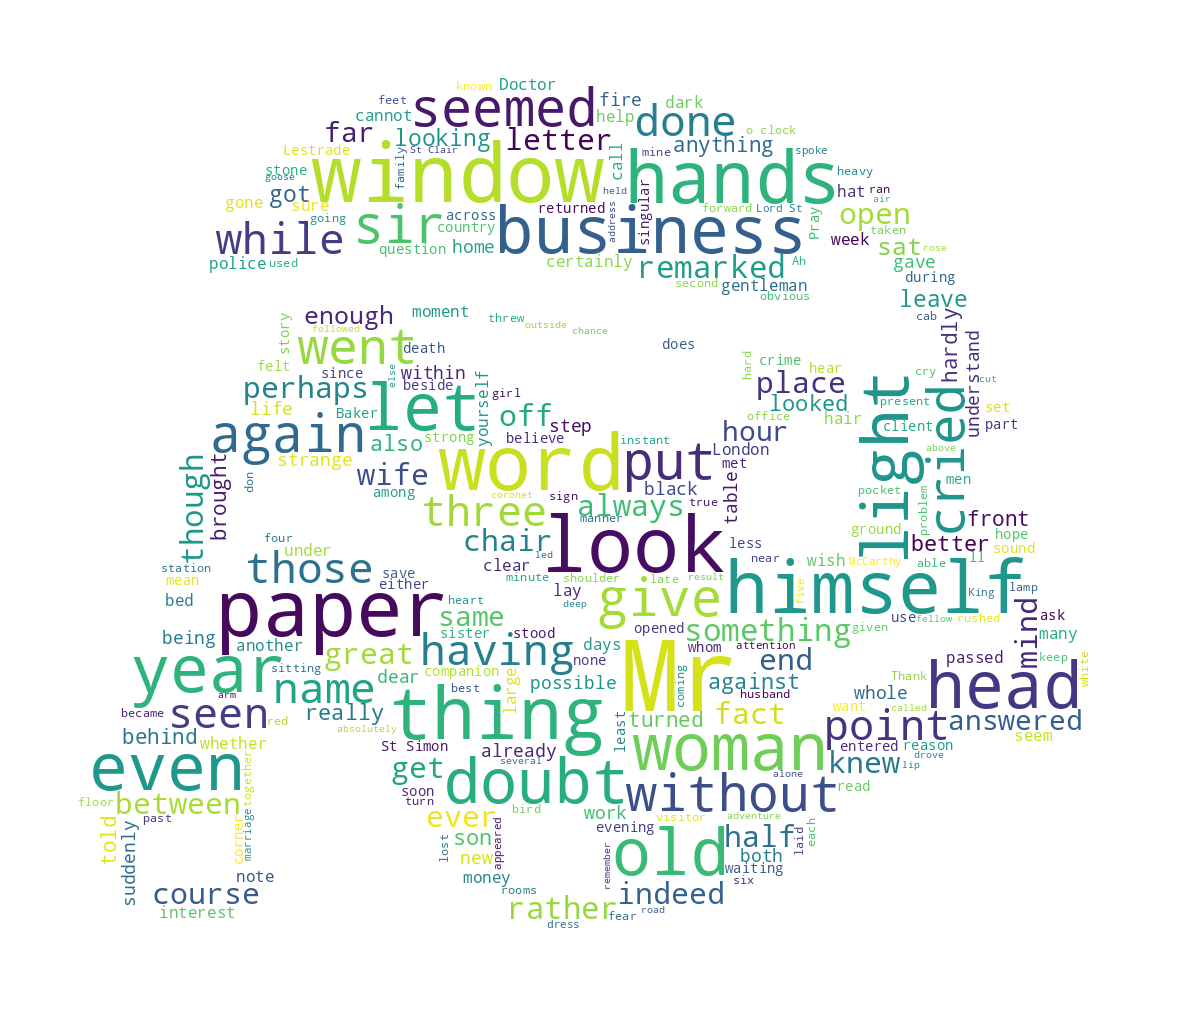 known Doctor
feet seemed fire dark
cannot help done o clock
far looking letter anything
Lestrade family St Clair mine call spoke
stone window hands heavy
goose got sure held hat ran air
gone going sir across returned address singular forward Lord St Pray open
while country business week taken
question home sat rose
police used certainly remarked Ah gave
second gentleman during
obvious leave
story enough moment threw outside chance cab
followed hardly
went death does understand
felt since else within hard crime hear cry cut
perhaps beside girl place
life Baker let yourself off step looked present set
again also strong believe instant hour office hair light cried client part
strange wife word put London above
though brought don among coronet sign true met men
three always black table pocket problem
manner front
four chair look ground hope
those under clear led less better sound
station save minute shoulder late result near wish McCarthy able ll
mean either himself
bed paper heart same lay deep give five King lamp
being sister stood opened something use fellow rushed mind ask
another great having none days whom attention given many
year sitting companion end passed keep white
name dear large possible Mr coming against whole Thank head
arm best husband
became seen red really thing turned fact want called answered
behind absolutely least point seem
whether St Simon already woman entered reason
even together get several knew drove lip
floor between soon doubt alone without read
past turn bird work visitor adventure
told suddenly corner marriage ever evening each
lost son appeared old half laid
new both
note money remember waiting
course rooms indeed six
interest rather fear road
dress